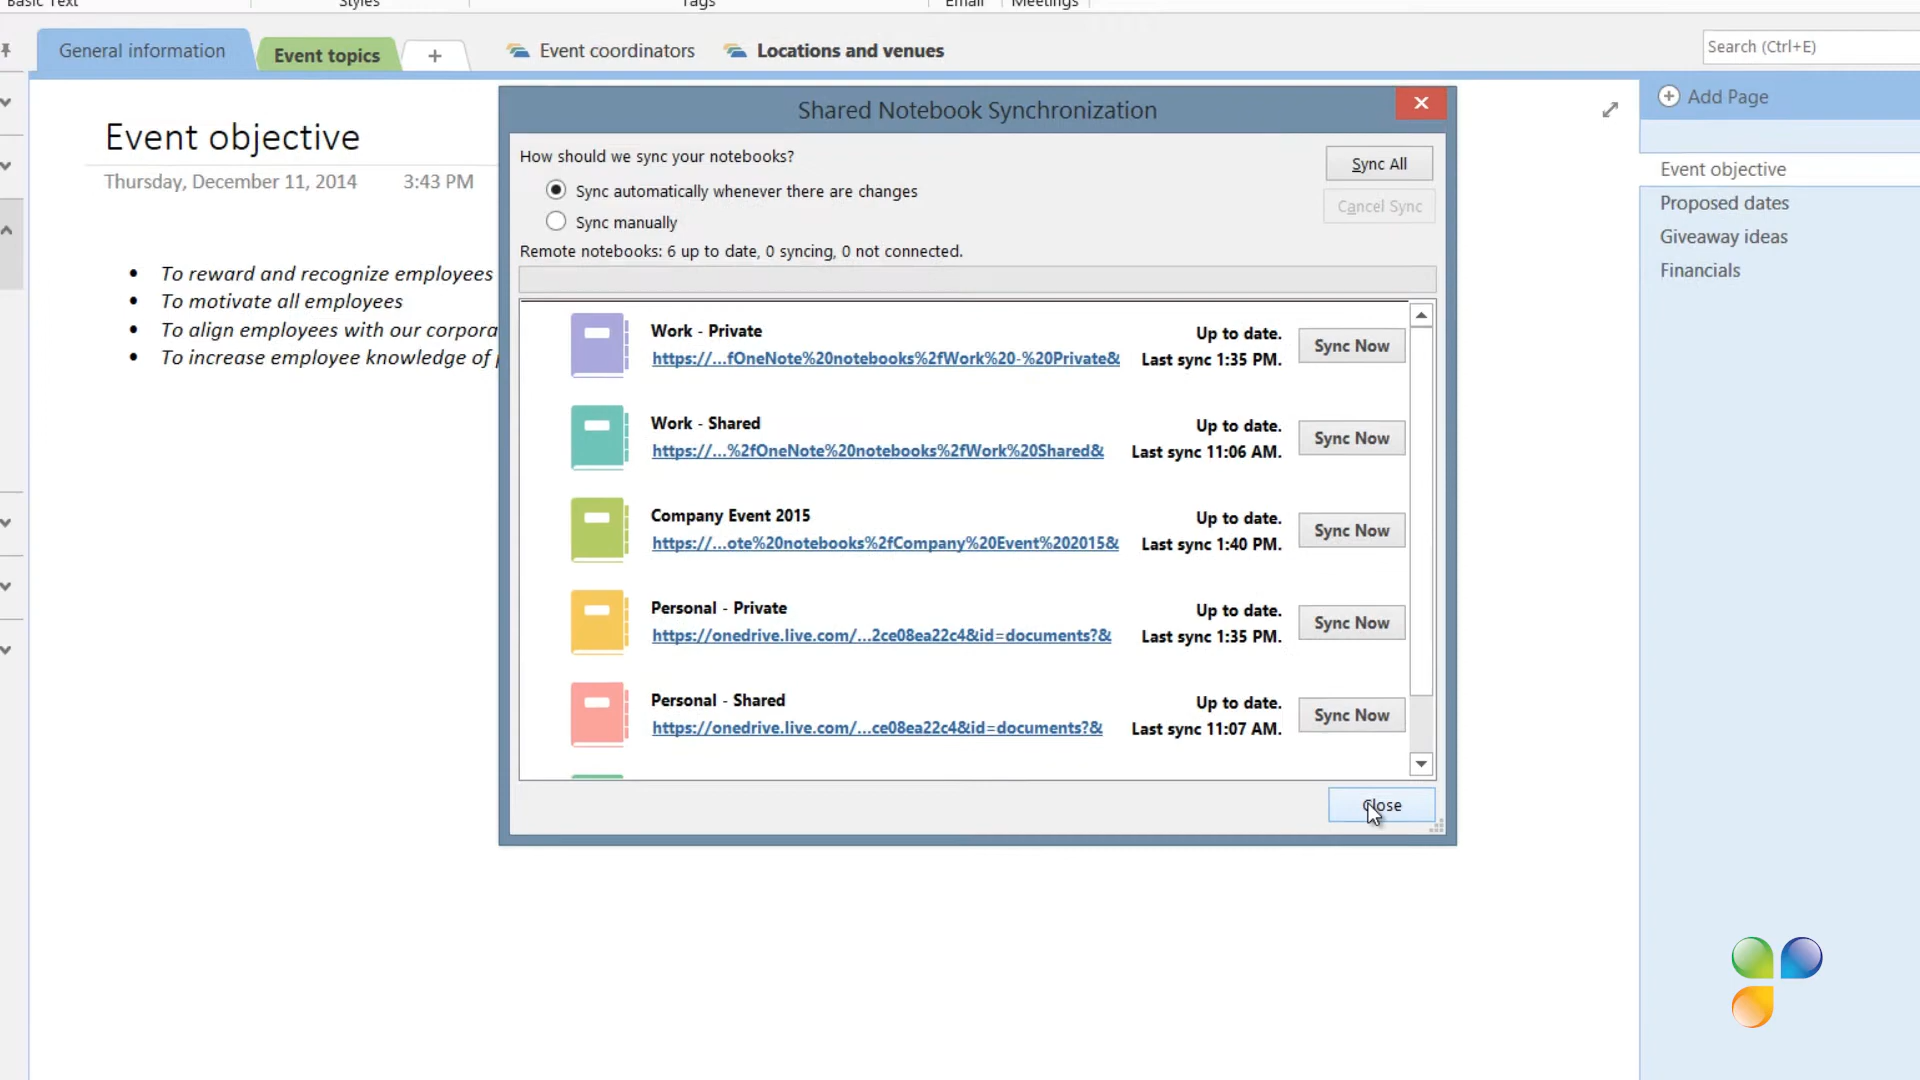 Basic Text Styles Tags Email Meetings
General information Event topics + Event coordinators Locations and venues Search (Ctrl+E)
Shared Notebook Synchronization
Add Page
Event objective
Thursday, December 11, 2014 3:43 PM
• To reward and recognize employees
• To motivate all employees
• To align employees with our corpora
• To increase employee knowledge of p
How should we sync your notebooks?
Sync All
Sync automatically whenever there are changes
Cancel Sync
Sync manually
Remote notebooks: 6 up to date, 0 syncing, 0 not connected.
Work - Private
https://...fOneNote%20notebooks%2fWork%20-%20Private&
Up to date.
Last sync 1:35 PM.
Sync Now
Work - Shared
https://...%2fOneNote%20notebooks%2fWork%20Shared&
Up to date.
Last sync 11:06 AM.
Sync Now
Company Event 2015
https://...ote%20notebooks%2fCompany%20Event%202015&
Up to date.
Last sync 1:40 PM.
Sync Now
Personal - Private
https://onedrive.live.com/...2ce08ea22c4&id=documents?&
Up to date.
Last sync 1:35 PM.
Sync Now
Personal - Shared
https://onedrive.live.com/...ce08ea22c4&id=documents?&
Up to date.
Last sync 11:07 AM.
Sync Now
Close
Event objective
Proposed dates
Giveaway ideas
Financials